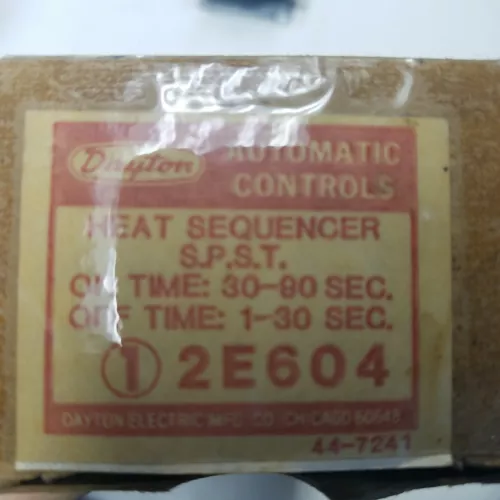 Dayton
AUTOMATIC
CONTROLS
HEAT SEQUENCER
S.P.S.T.
ON TIME: 30-90 SEC.
OFF TIME: 1-30 SEC.
1 2E604
DAYTON ELECTRIC MFG. CO. CHICAGO 60648
44-7241